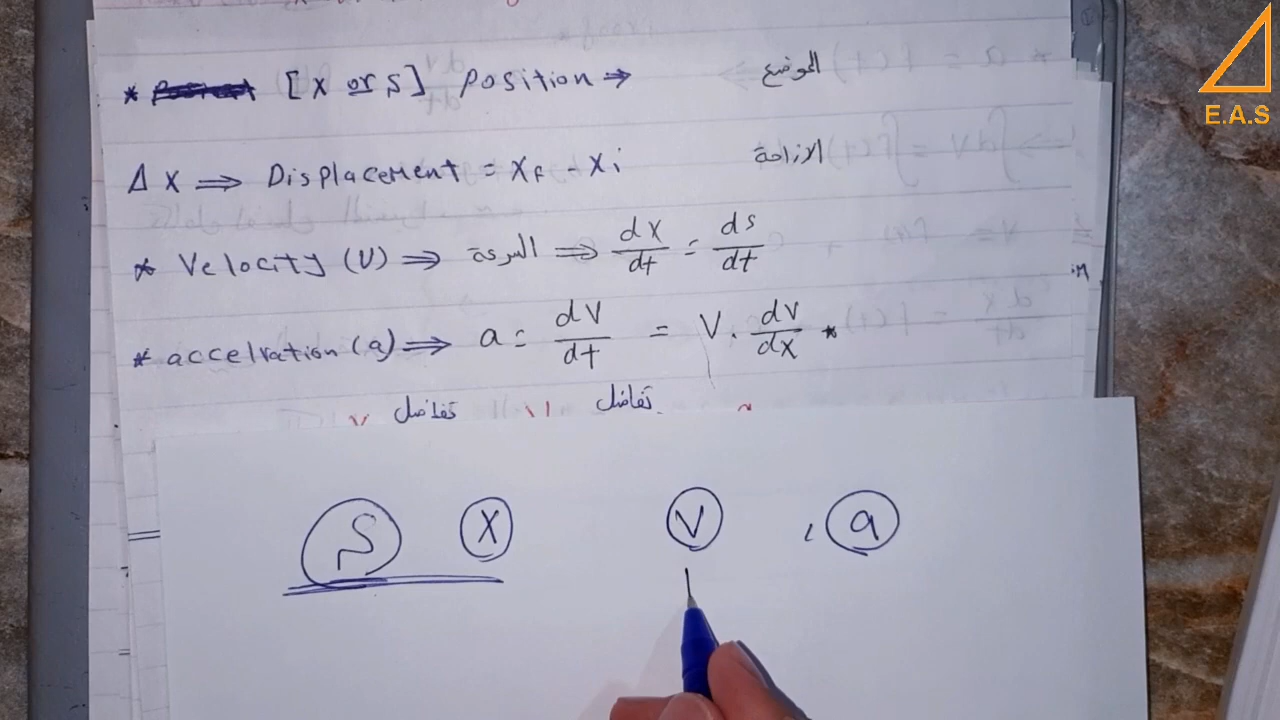 * [x or s] position → الموضع
Δx ⇒ Displacement = xF - xi الازاحة
* Velocity (v) ⇒ السرعة ⇒ dx/dt = ds/dt
* accelration (a) ⇒ a = dv/dt = v . dv/dx *
تفاضل تفاضل
S x v , a
E.A.S